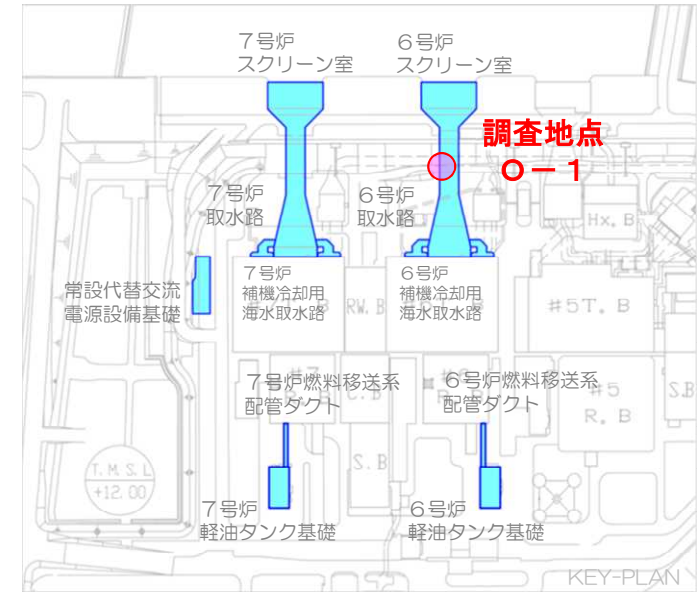 7号炉
スクリーン室
6号炉
スクリーン室
調査地点
O－1
7号炉
取水路
6号炉
取水路
Hx. B
常設代替交流
電源設備基礎
7号炉
補機冷却用
海水取水路
RW. B
6号炉
補機冷却用
海水取水路
#5T. B
7号炉燃料移送系
配管ダクト
6号炉燃料移送系
配管ダクト
#5
R. B
S.B
C. B
S. B
T. M. S. L
+12. 00
7号炉
軽油タンク基礎
6号炉
軽油タンク基礎
KEY-PLAN